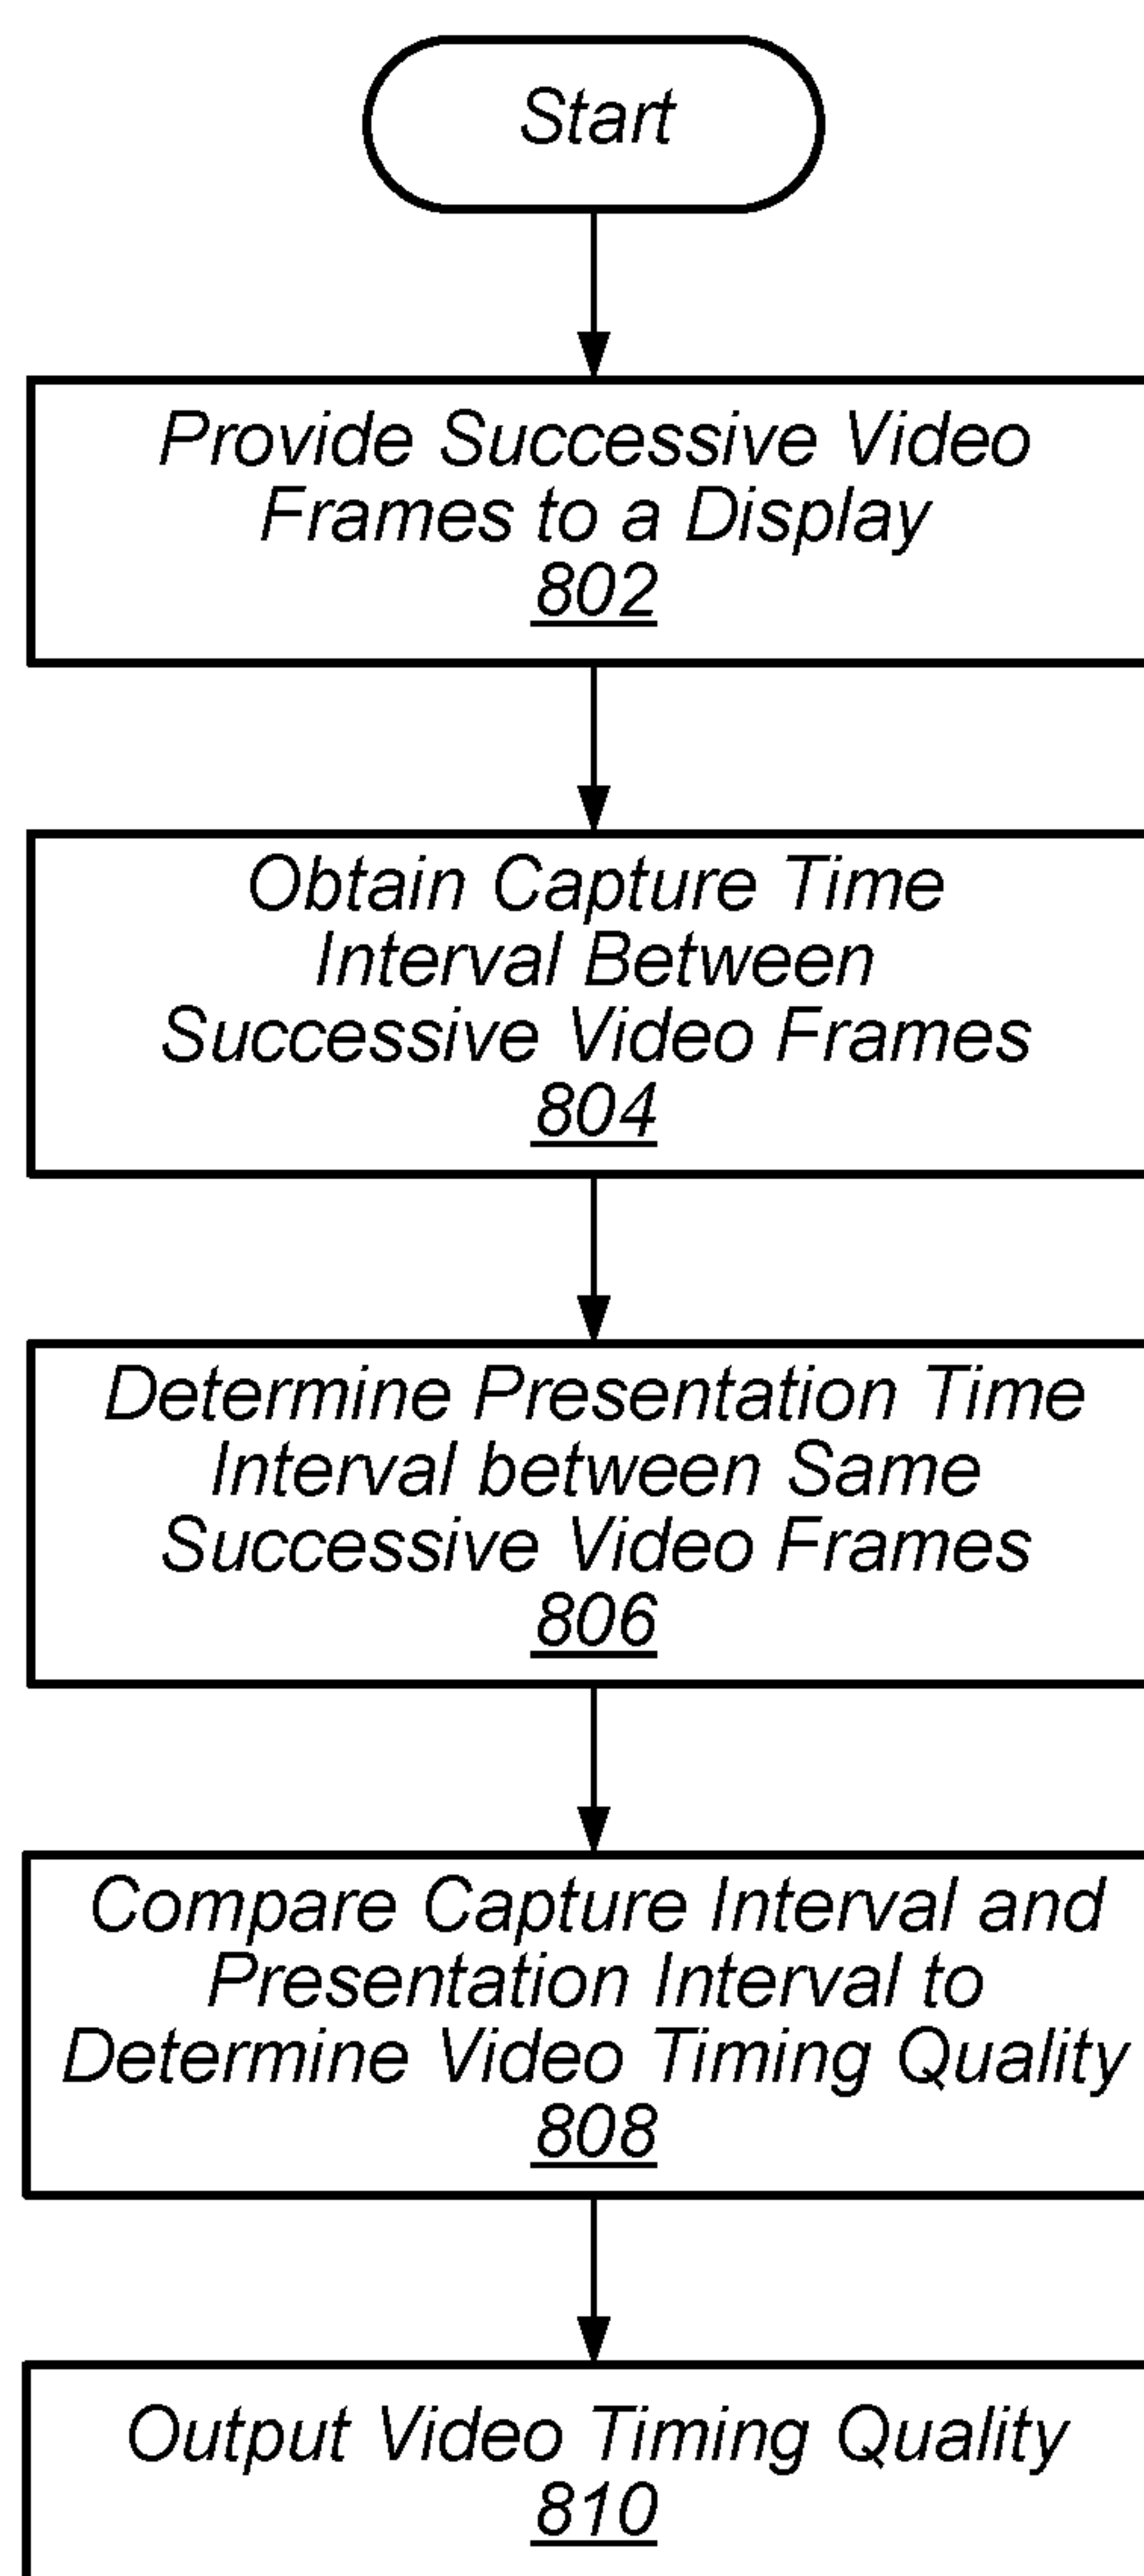 Start
Provide Successive Video
Frames to a Display
802
Obtain Capture Time
Interval Between
Successive Video Frames
804
Determine Presentation Time
Interval between Same
Successive Video Frames
806
Compare Capture Interval and
Presentation Interval to
Determine Video Timing Quality
808
Output Video Timing Quality
810